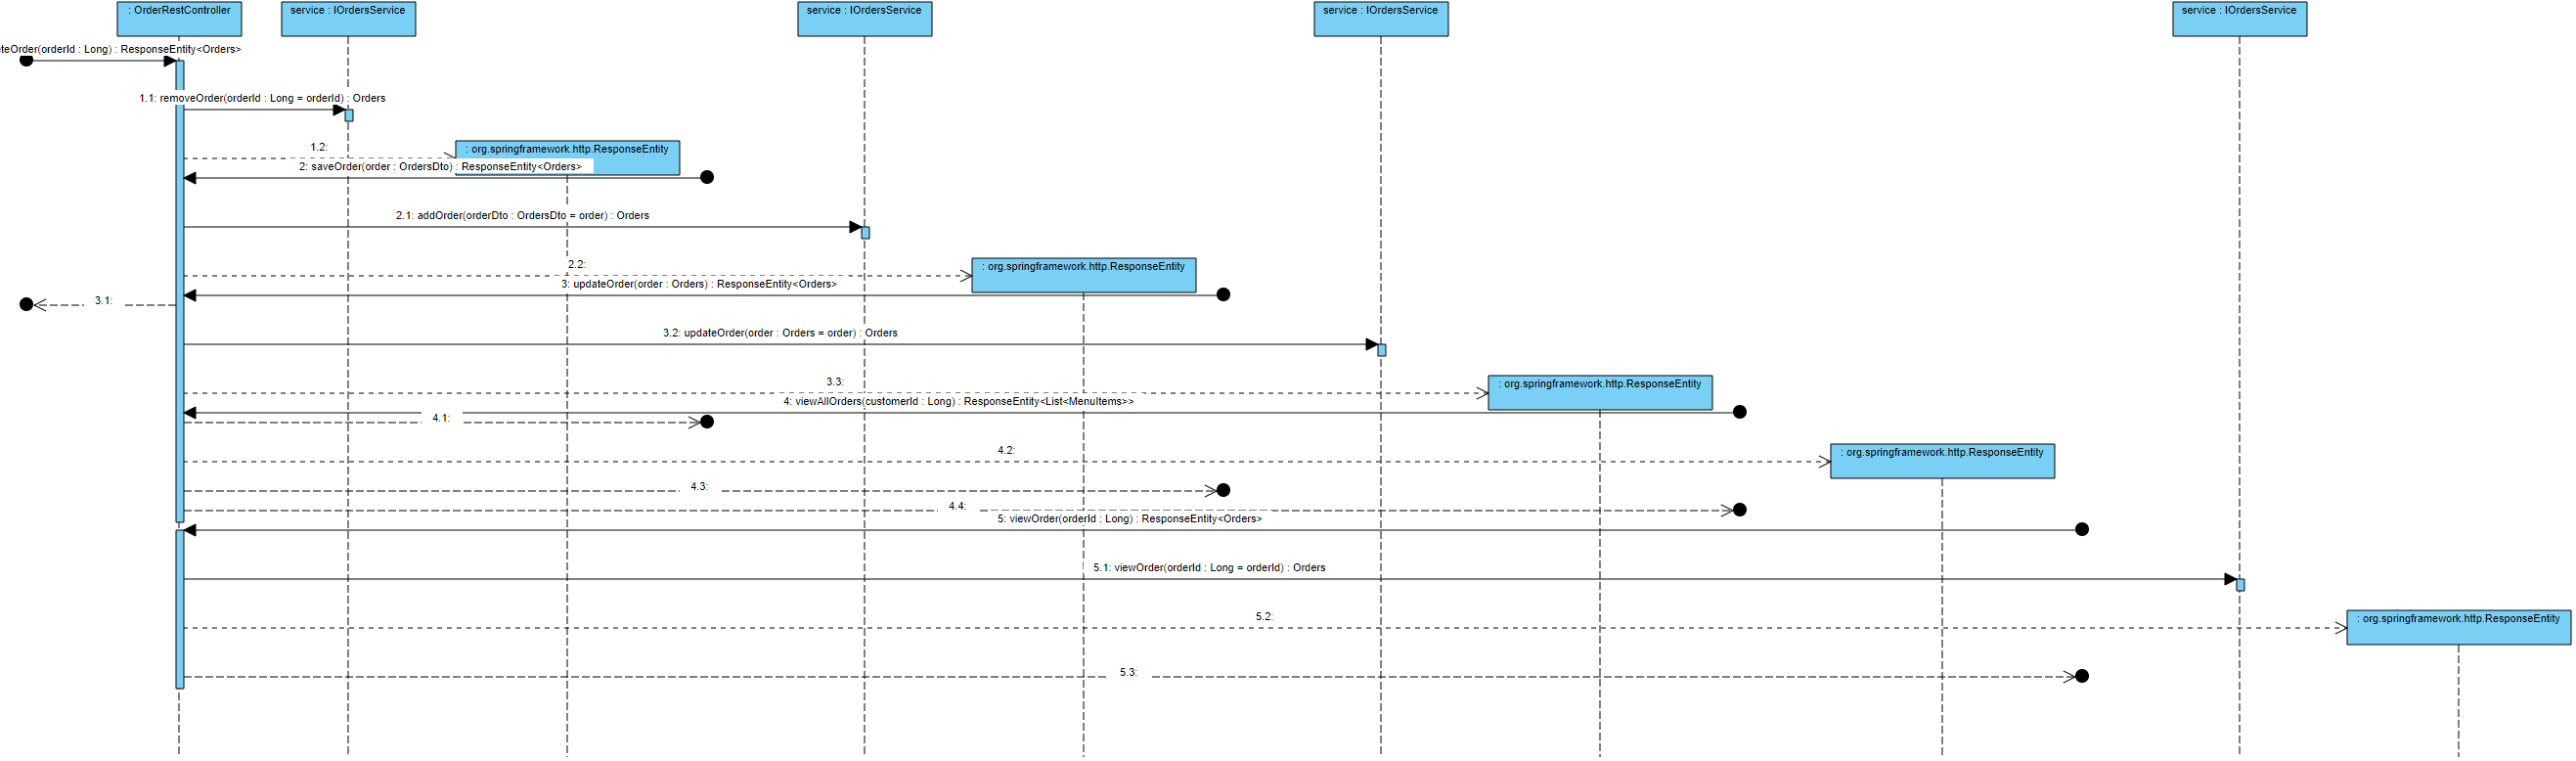 : OrderRestController
service : IOrdersService
service : IOrdersService
service : IOrdersService
service : IOrdersService
eteOrder(orderId : Long) : ResponseEntity<Orders>
1.1: removeOrder(orderId : Long = orderId) : Orders
1.2:
: org.springframework.http.ResponseEntity
2: saveOrder(order : OrdersDto) : ResponseEntity<Orders>
2.1: addOrder(orderDto : OrdersDto = order) : Orders
2.2:
: org.springframework.http.ResponseEntity
3: updateOrder(order : Orders) : ResponseEntity<Orders>
3.1:
3.2: updateOrder(order : Orders = order) : Orders
3.3:
: org.springframework.http.ResponseEntity
4: viewAllOrders(customerId : Long) : ResponseEntity<List<MenuItems>>
4.1:
4.2:
: org.springframework.http.ResponseEntity
4.3:
4.4:
5: viewOrder(orderId : Long) : ResponseEntity<Orders>
5.1: viewOrder(orderId : Long = orderId) : Orders
5.2:
: org.springframework.http.ResponseEntity
5.3: